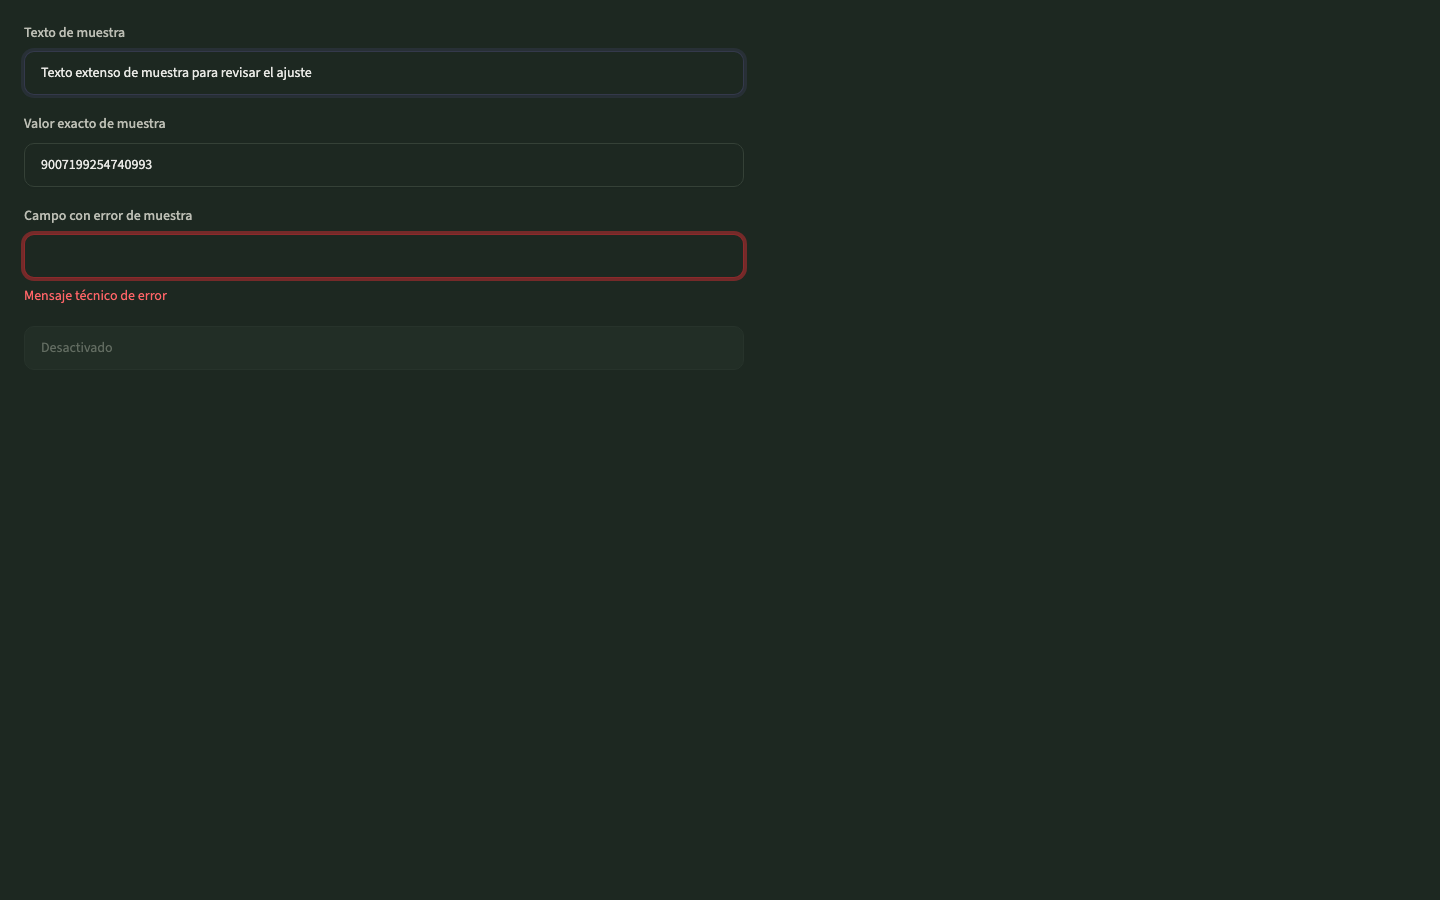 Texto de muestra
Texto extenso de muestra para revisar el ajuste
Valor exacto de muestra
9007199254740993
Campo con error de muestra
Mensaje técnico de error
Desactivado